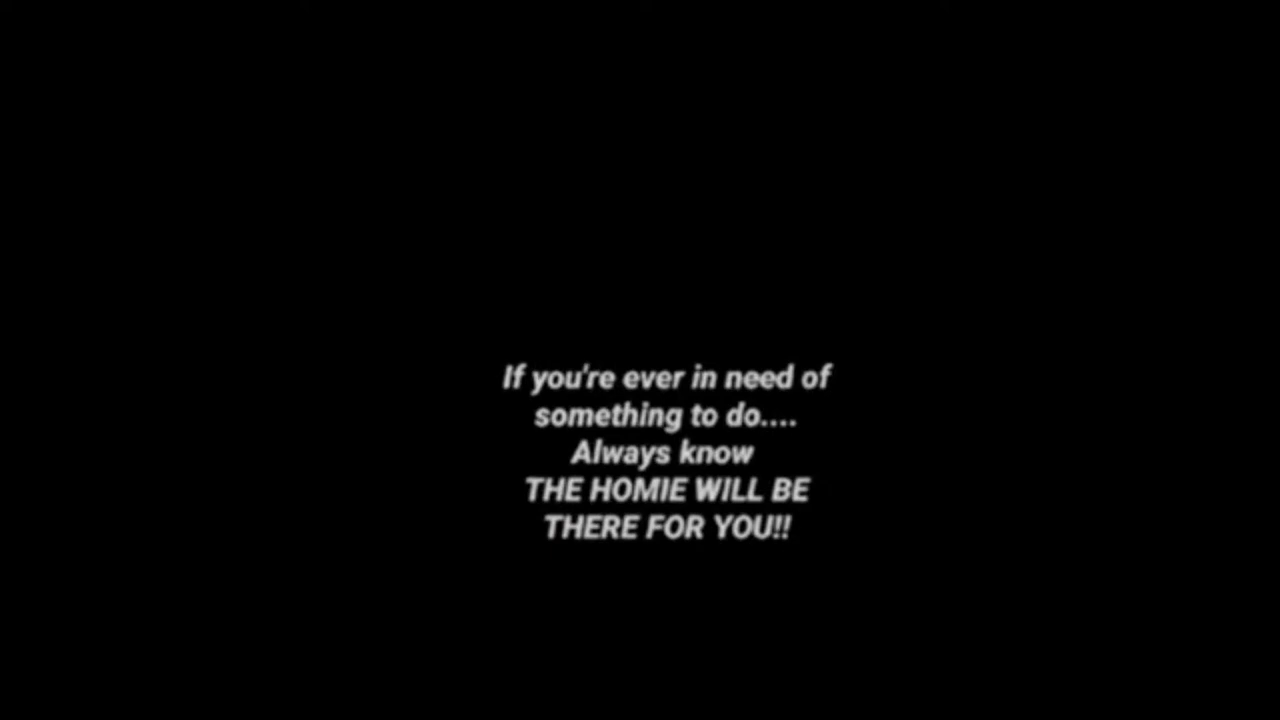 If you're ever in need of
something to do....
Always know
THE HOMIE WILL BE
THERE FOR YOU!!